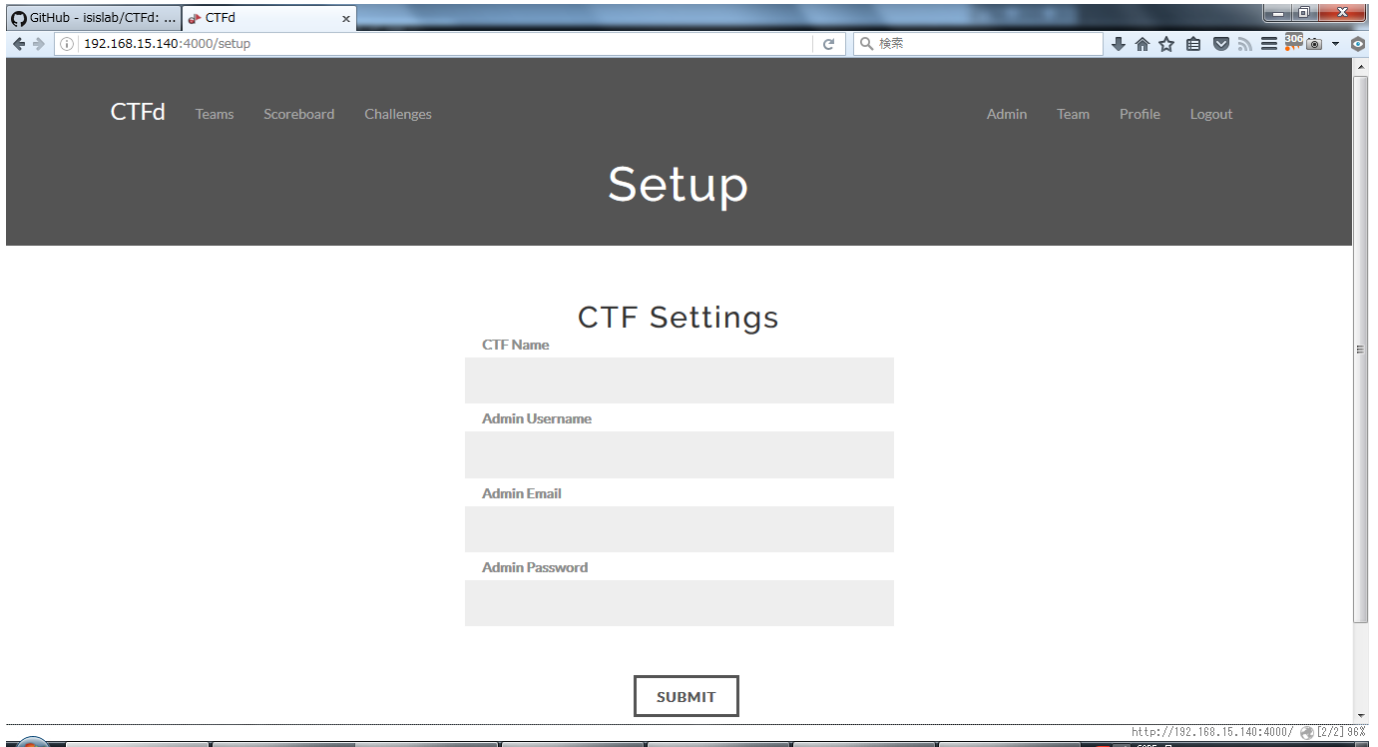 GitHub - isislab/CTFd: ... CTFd x
192.168.15.140:4000/setup 検索 306
CTFd Teams Scoreboard Challenges Admin Team Profile Logout
Setup
CTF Settings
CTF Name
Admin Username
Admin Email
Admin Password
SUBMIT
http://192.168.15.140:4000/ [2/2] 96%